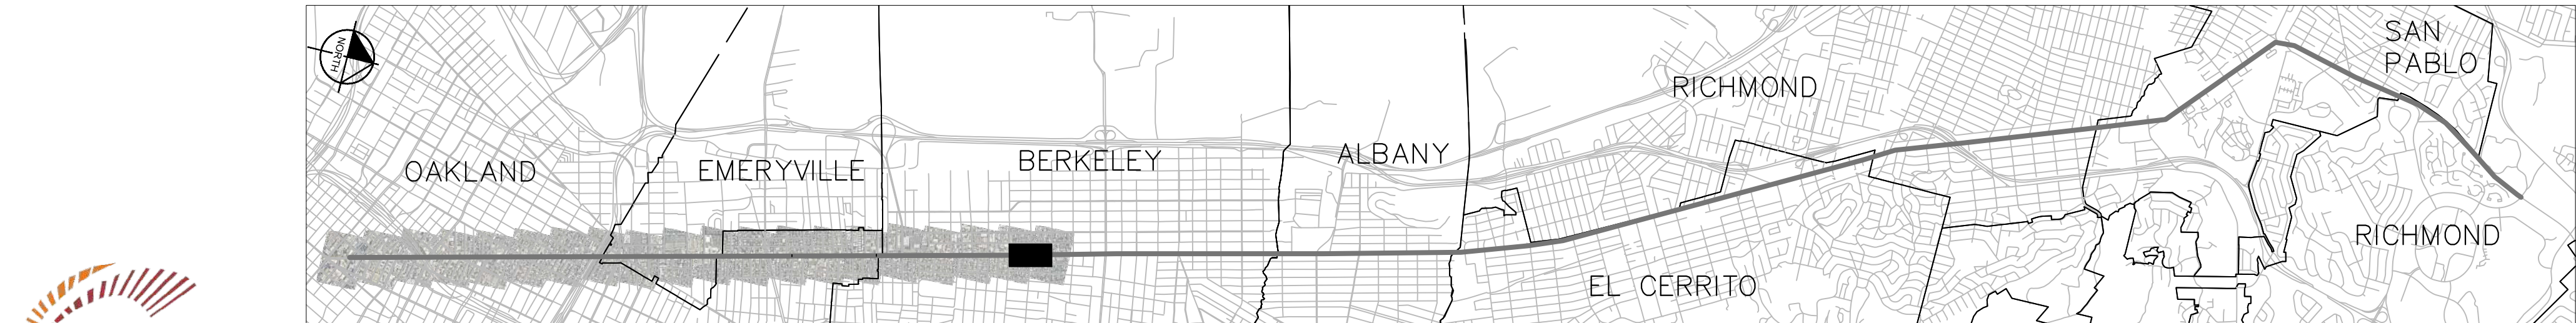 NORTH
OAKLAND
EMERYVILLE
BERKELEY
ALBANY
RICHMOND
EL CERRITO
SAN
PABLO
RICHMOND